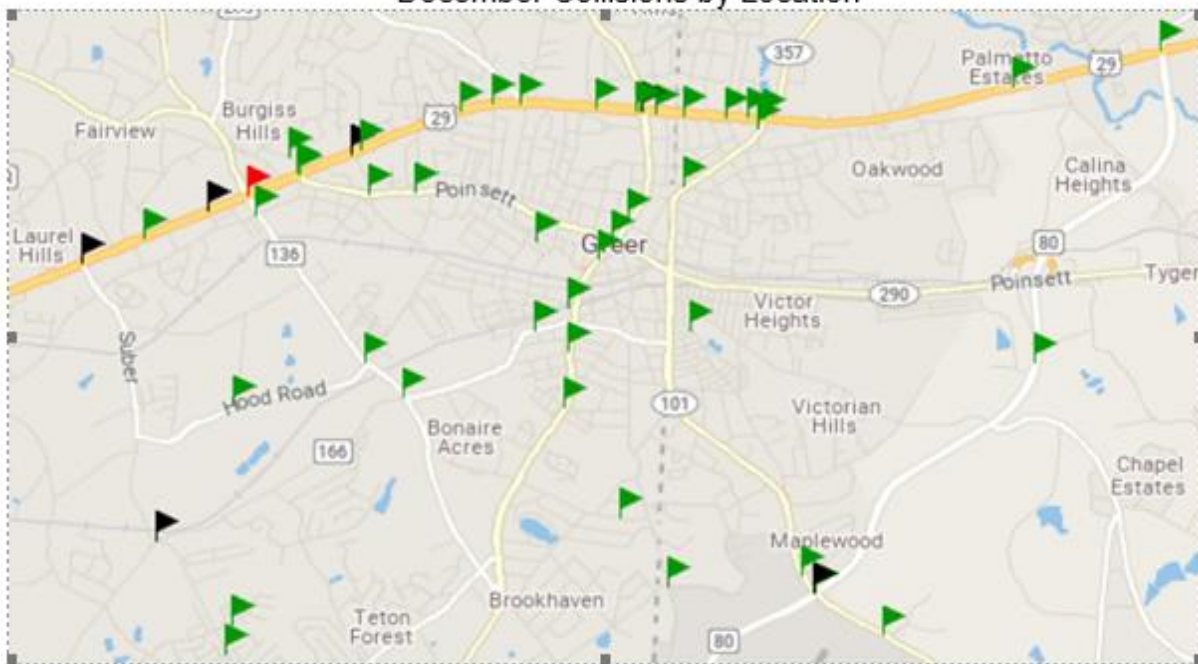 December Collisions by Location
357
Palmetto
Estates
29
Burgiss
Hills
29
Fairview
Oakwood
Calina
Heights
Poinsett
Laurel
Hills
Greer
136
80
Poinsett
Tyger
290
Victor
Heights
Suber
Hood Road
101
Victorian
Hills
Bonaire
Acres
166
Chapel
Estates
Maplewood
Brookhaven
Teton
Forest
80